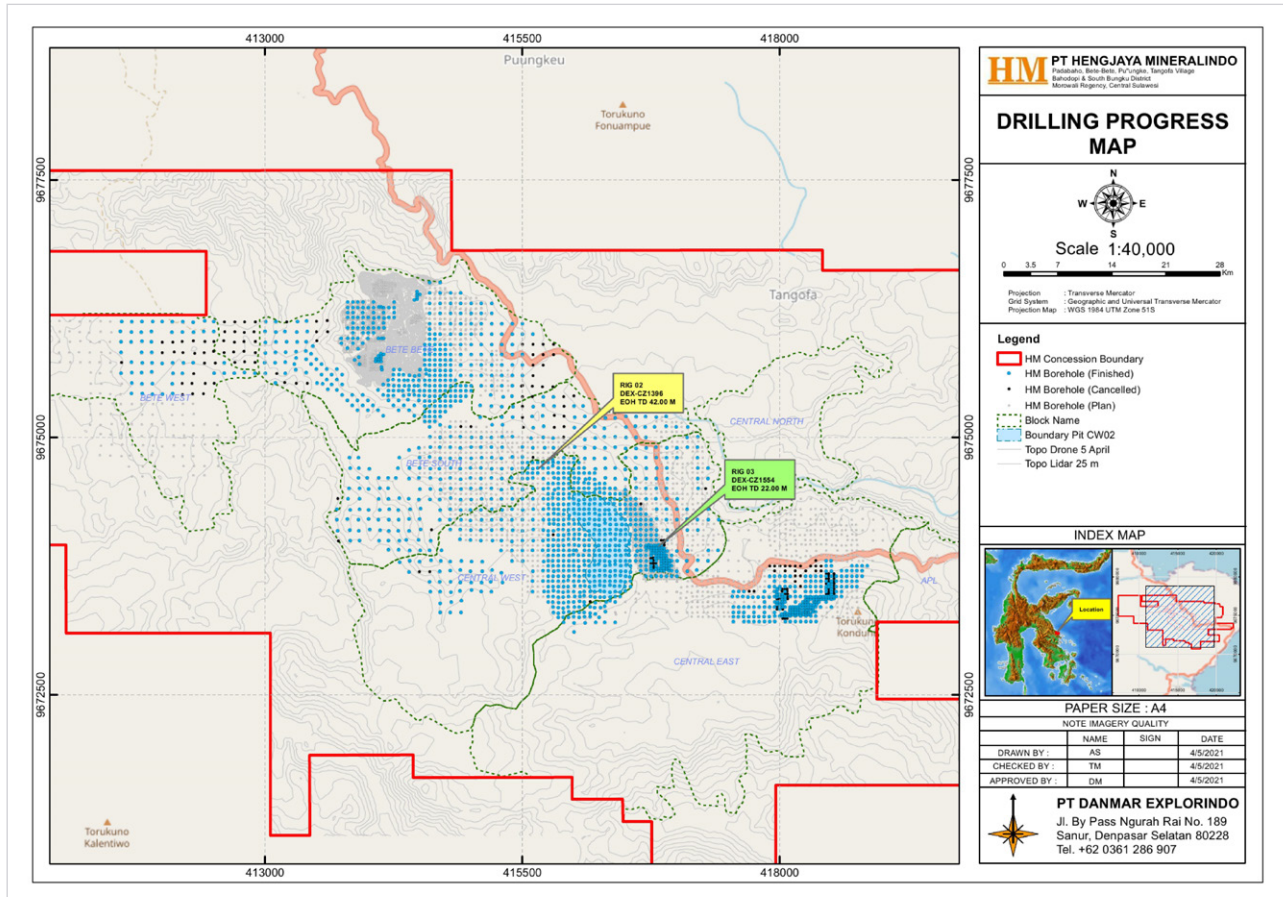 413000
415500
418000
Puungkeu
Torukuno
Fonuampue
9677500
9677500
Tangofa
BETE BE
BETE WEST
RIG 02
DEX-CZ1396
EOH TD 42.00 M
CENTRAL NORTH
9675000
9675000
BETE SOUTH
RIG 03
DEX-CZ1554
EOH TD 22.00 M
CENTRAL WEST
APL
Torukuno
CENTRAL EAST
9672500
9672500
Torukuno
Kalentiwo
413000
415500
418000
HM
PT HENGJAYA MINERALINDO
Padabaho, Bete-Bete, Pu'ungke, Tangofa Village
Bahodopi & South Bungku District
Morowali Regency, Central Sulawesi
DRILLING PROGRESS
MAP
N
W
E
S
Scale 1:40,000
0 3.5 7 14 21 28
Km
Projection : Transverse Mercator
Grid System : Geographic and Universal Transverse Mercator
Projection Map : WGS 1984 UTM Zone 51S
Legend
HM Concession Boundary
HM Borehole (Finished)
HM Borehole (Cancelled)
HM Borehole (Plan)
Block Name
Boundary Pit CW02
Topo Drone 5 April
Topo Lidar 25 m
INDEX MAP
Location
PAPER SIZE : A4
NOTE IMAGERY QUALITY
NAME SIGN DATE
DRAWN BY : AS 4/5/2021
CHECKED BY : TM 4/5/2021
APPROVED BY : DM 4/5/2021
PT DANMAR EXPLORINDO
Jl. By Pass Ngurah Rai No. 189
Sanur, Denpasar Selatan 80228
Tel. +62 0361 286 907